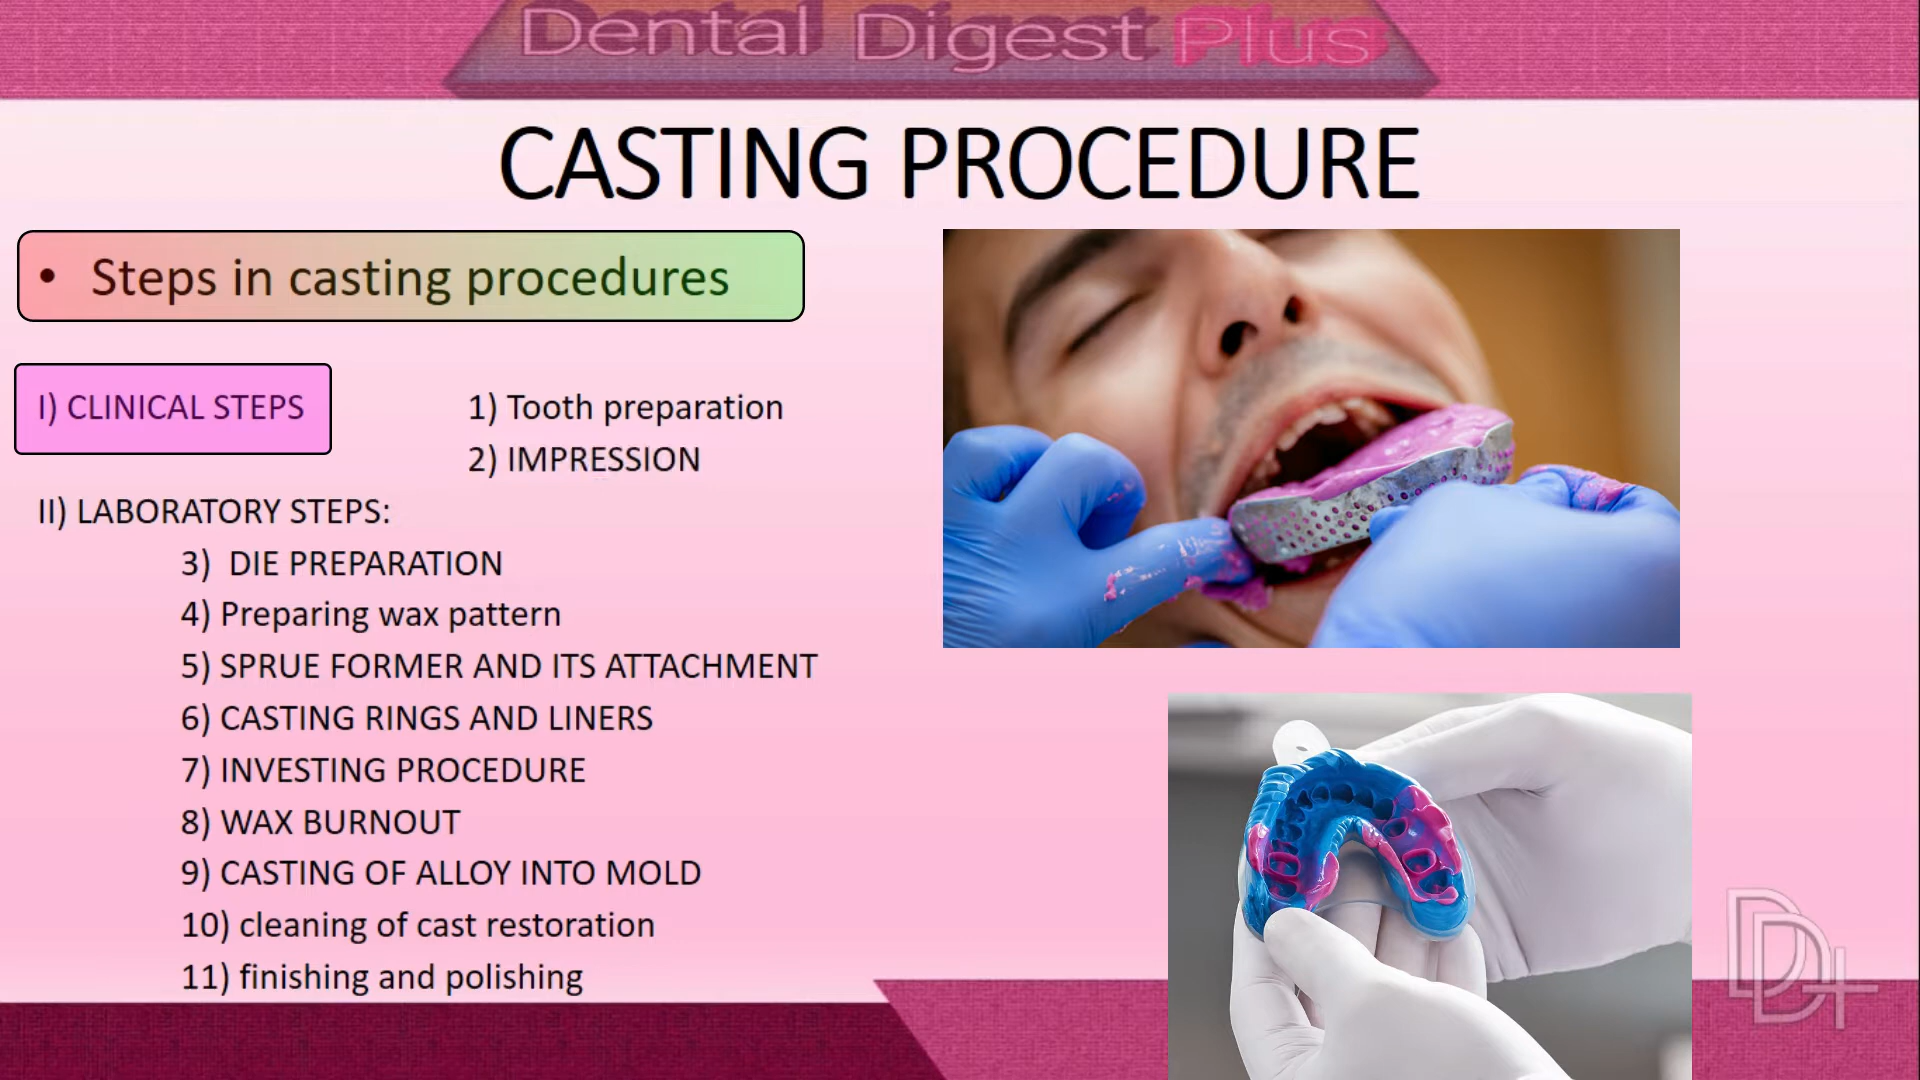 Dental Digest Plus
CASTING PROCEDURE
• Steps in casting procedures
I) CLINICAL STEPS
1) Tooth preparation
2) IMPRESSION
II) LABORATORY STEPS:
3) DIE PREPARATION
4) Preparing wax pattern
5) SPRUE FORMER AND ITS ATTACHMENT
6) CASTING RINGS AND LINERS
7) INVESTING PROCEDURE
8) WAX BURNOUT
9) CASTING OF ALLOY INTO MOLD
10) cleaning of cast restoration
11) finishing and polishing
DD+